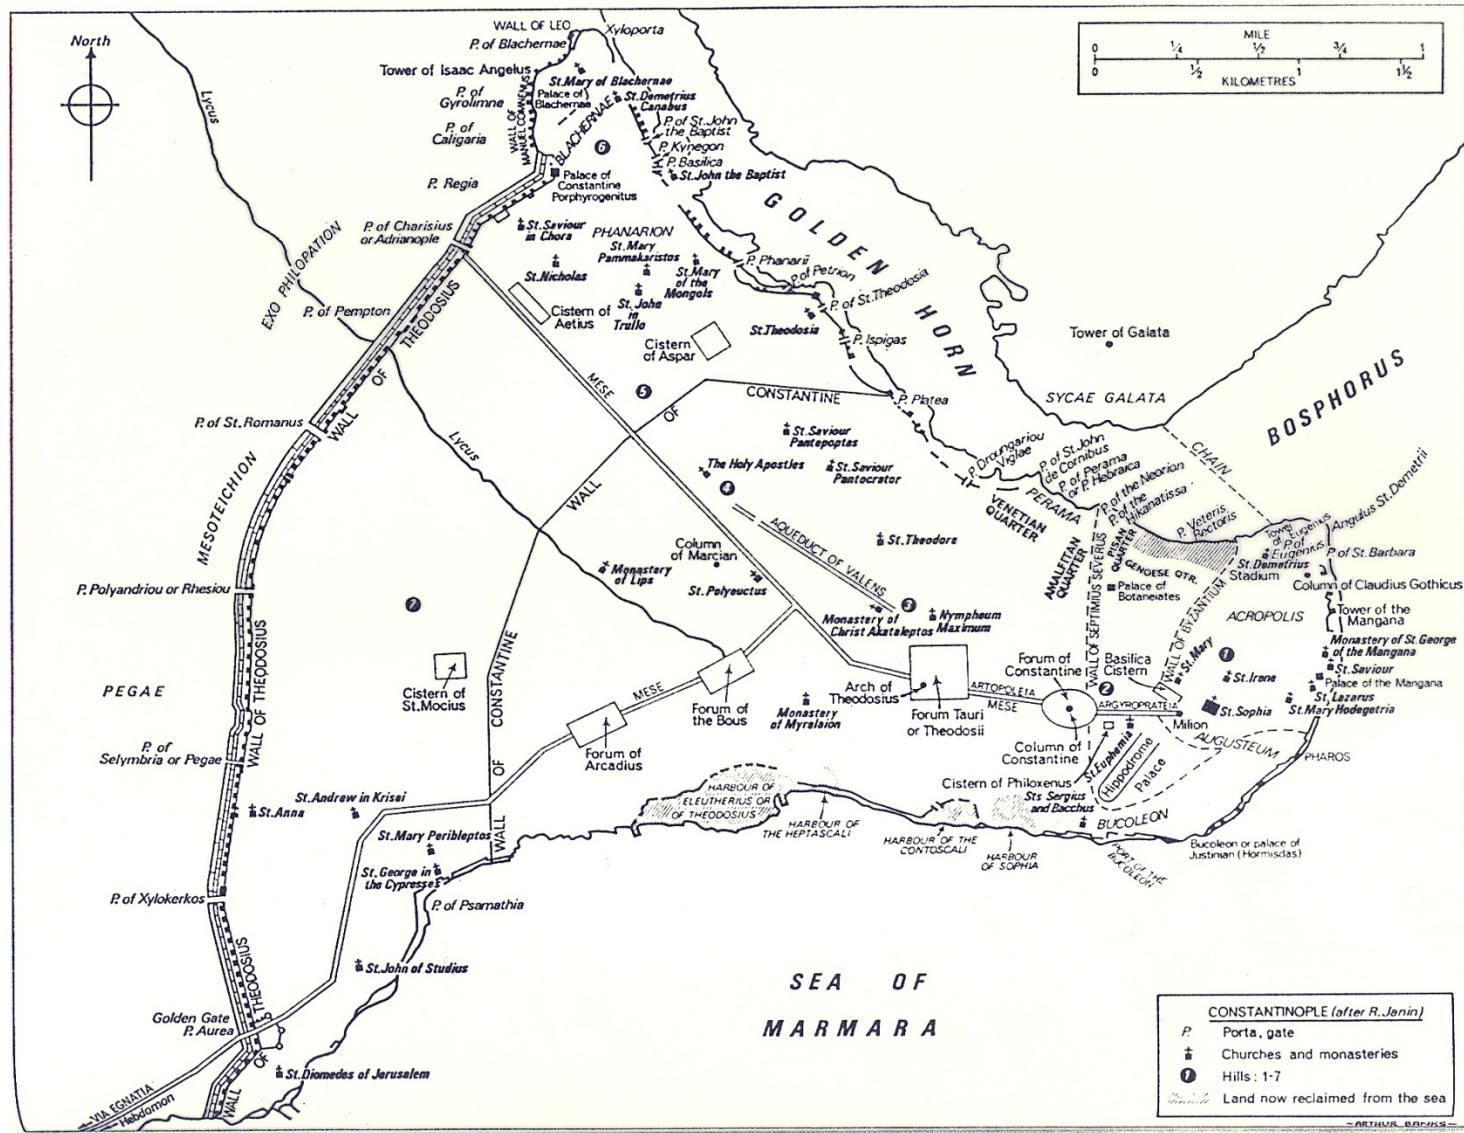 North
WALL OF LEO
Xyloporta
P. of Blachernae
Tower of Isaac Angelus
St. Mary of Blachernae
Palace of
Blachernae
St. Demetrius
Canabus
P. of
Gyrolimne
WALL OF
MANUEL COMNENUS
P. of
Caligaria
BLACHERNAE
P. of St. John
the Baptist
P. Kynegon
P. Basilica
St. John the Baptist
6
P. Regia
Palace of
Constantine
Porphyrogenitus
Lycus
MILE
0 1/4 1/2 3/4 1
0 1/2 1 1½
KILOMETRES
P. of Charisius
or Adrianople
St. Saviour
in Chora
PHANARION
St. Mary
Pammakaristos
St. Nicholas
St. John
in
Trullo
St. Mary
of the
Mongols
GOLDEN HORN
P. Phanarii
P. of Petrion
P. of St. Theodosia
St. Theodosia
P. Ispigas
EXO PHILOPATION
P. of Pempton
WALL OF THEODOSIUS
Cistern of
Aetius
Cistern
of Aspar
MESE
5
Tower of Galata
SYCAE GALATA
BOSPHORUS
CHAIN
WALL OF CONSTANTINE
P. Platea
P. of St. Romanus
Lycus
St. Saviour
Pantepoptas
The Holy Apostles
St. Saviour
Pantocrator
4
MESOTEICHION
P. Droungariou
Viglae
P. of St. John
de Cornibus
P. of Perama
or P. Hebraica
P. of the Neorion
P. of the
Hikanatissa
PERAMA
VENETIAN
QUARTER
AMALFITAN
QUARTER
PISAN
QUARTER
GENOESE QTR.
P. Veteris
Rectoris
Tower
of Eugenius
P. of
Eugenius
Angulus St. Demetrii
P. of St. Barbara
St. Demetrius
Stadium
Column of Claudius Gothicus
AQUEDUCT OF VALENS
St. Theodore
Column
of Marcian
Monastery
of Lips
St. Polyeuctus
P. Polyandriou or Rhesiou
7
WALL OF SEPTIMIUS SEVERUS
Palace of
Botaneiates
WALL OF BYZANTIUM
ACROPOLIS
Tower of the
Mangana
Monastery of St. George
of the Mangana
St. Saviour
Palace of the Mangana
St. Lazarus
St. Mary Hodegetria
Monastery of
Christ Akataleptos
3
Nympheum
Maximum
WALL OF THEODOSIUS
PEGAE
Cistern of
St. Mocius
WALL OF CONSTANTINE
MESE
Forum of
the Bous
Forum of
Arcadius
Monastery
of Myrelaion
Arch of
Theodosius
Forum Tauri
or Theodosii
ARTOPOLEIA
MESE
Forum of
Constantine
Column of
Constantine
Basilica
Cistern
2
ARGYROPRATEIA
St. Mary
1
St. Irene
St. Sophia
Milion
AUGUSTEUM
PHAROS
St. Euphemia
Hippodrome
Palace
Cistern of Philoxenus
Sts Sergius
and Bacchus
BUCOLEON
Bucoleon or palace of
Justinian (Hormisdas)
PORT OF THE
BUCOLEON
P. of
Selymbria or Pegae
St. Anna
St. Andrew in Krisei
St. Mary Peribleptos
St. George in
the Cypresses
P. of Psamathia
HARBOUR OF
ELEUTHERIUS OR
OF THEODOSIUS
HARBOUR OF
THE HEPTASCALI
HARBOUR OF THE
CONTOSCALI
HARBOUR
OF SOPHIA
P. of Xylokerkos
WALL OF THEODOSIUS
St. John of Studius
Golden Gate
P. Aurea
St. Diomedes of Jerusalem
VIA EGNATIA
Hebdomon
SEA OF
MARMARA
CONSTANTINOPLE (after R. Janin)
P. Porta, gate
Churches and monasteries
1 Hills: 1-7
Land now reclaimed from the sea
ARTHUR BANKS